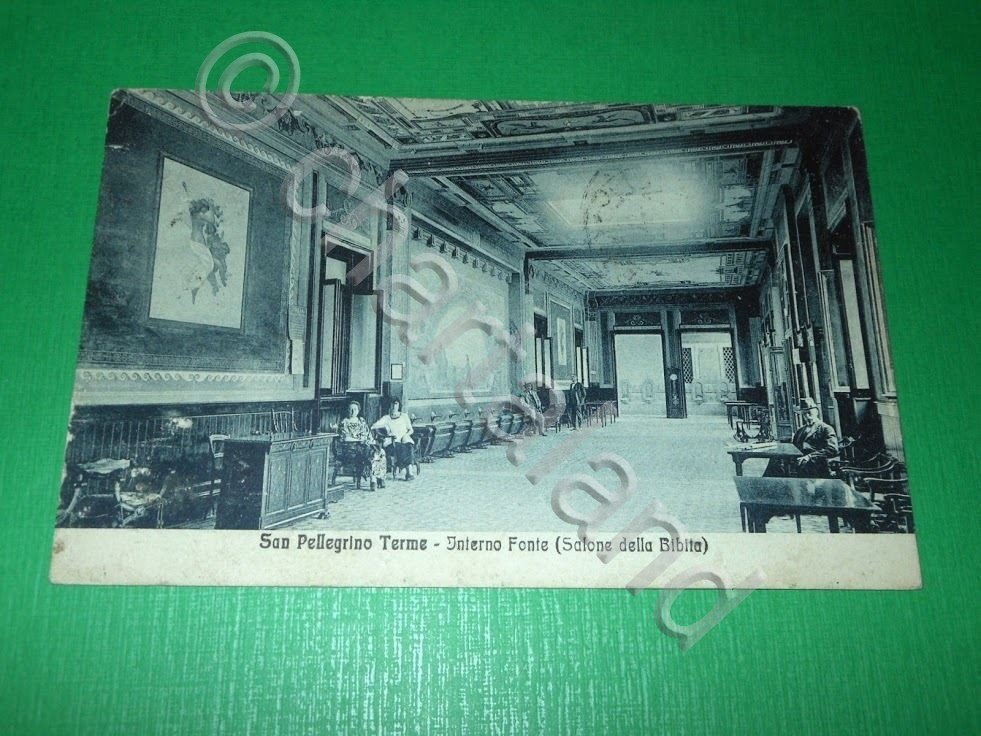 San Pellegrino Terme - Interno Fonte (Salone della Bibita)
© chartaland